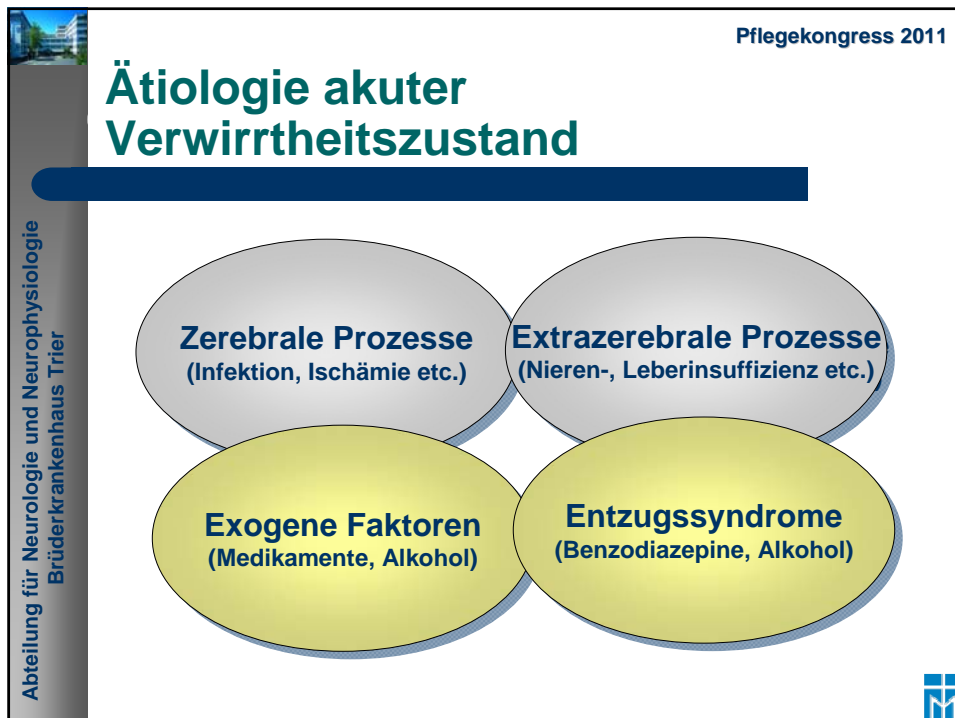 Pflegekongress 2011
Ätiologie akuter
Verwirrtheitszustand
Abteilung für Neurologie und Neurophysiologie
Brüderkrankenhaus Trier
Zerebrale Prozesse
(Infektion, Ischämie etc.)
Extrazerebrale Prozesse
(Nieren-, Leberinsuffizienz etc.)
Exogene Faktoren
(Medikamente, Alkohol)
Entzugssyndrome
(Benzodiazepine, Alkohol)